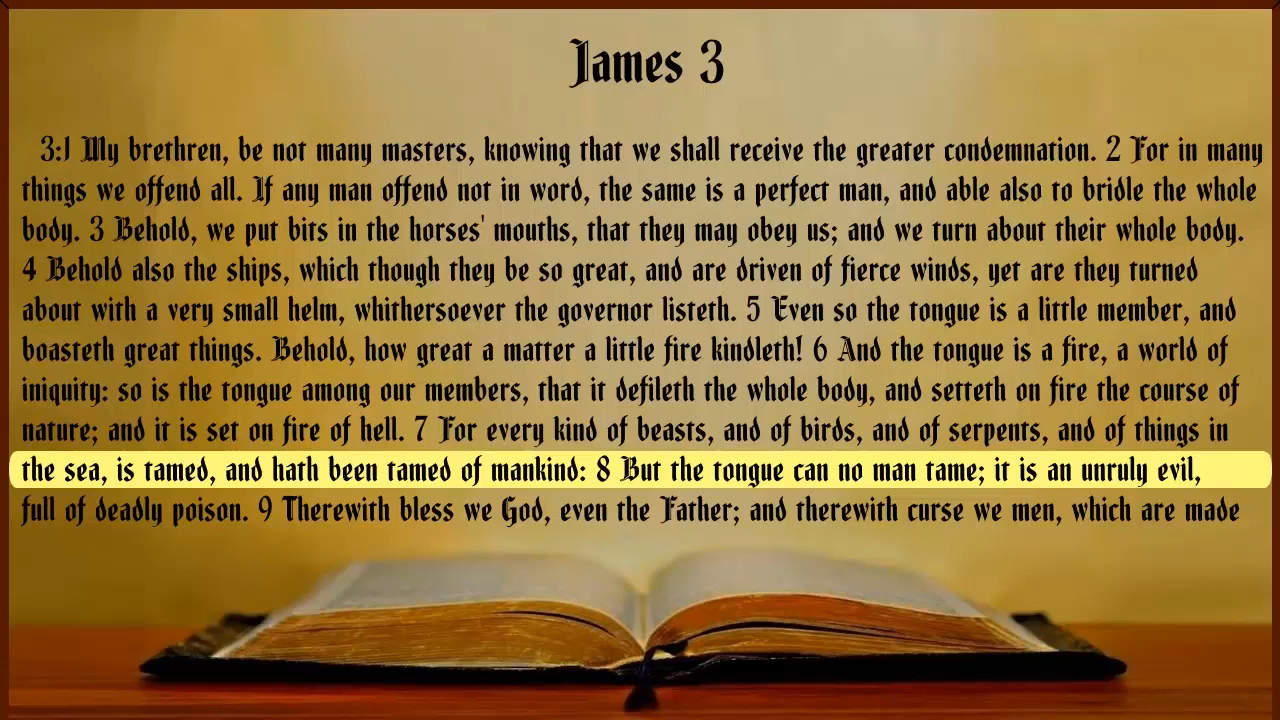 James 3
3:1 My brethren, be not many masters, knowing that we shall receive the greater condemnation. 2 For in many
things we offend all. If any man offend not in word, the same is a perfect man, and able also to bridle the whole
body. 3 Behold, we put bits in the horses' mouths, that they may obey us; and we turn about their whole body.
4 Behold also the ships, which though they be so great, and are driven of fierce winds, yet are they turned
about with a very small helm, whithersoever the governor listeth. 5 Even so the tongue is a little member, and
boasteth great things. Behold, how great a matter a little fire kindleth! 6 And the tongue is a fire, a world of
iniquity: so is the tongue among our members, that it defileth the whole body, and setteth on fire the course of
nature; and it is set on fire of hell. 7 For every kind of beasts, and of birds, and of serpents, and of things in
the sea, is tamed, and hath been tamed of mankind: 8 But the tongue can no man tame; it is an unruly evil,
full of deadly poison. 9 Therewith bless we God, even the Father; and therewith curse we men, which are made